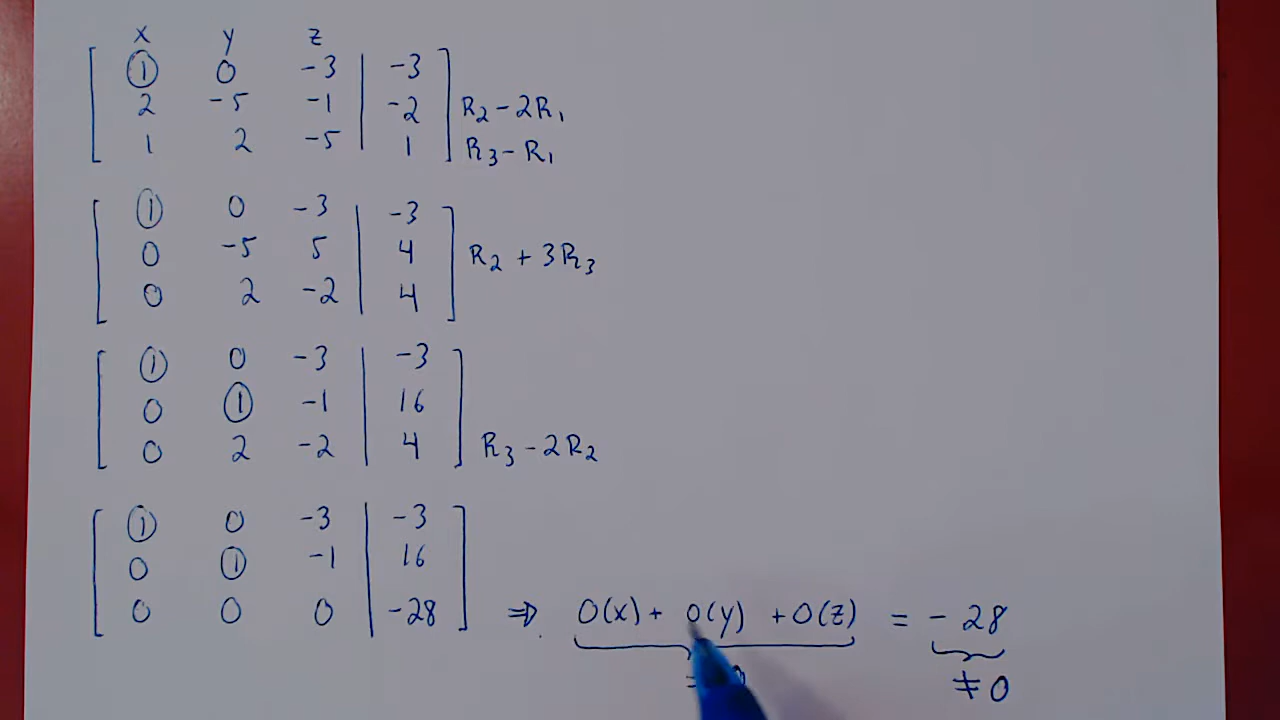 x y z
1 0 -3 | -3
2 -5 -1 | -2 R₂ - 2R₁
1 2 -5 | 1 R₃ - R₁
1 0 -3 | -3
0 -5 5 | 4 R₂ + 3R₃
0 2 -2 | 4
1 0 -3 | -3
0 1 -1 | 16
0 2 -2 | 4 R₃ - 2R₂
1 0 -3 | -3
0 1 -1 | 16
0 0 0 | -28 ⇒ 0(x) + 0(y) + 0(z) = -28
= ≠ 0